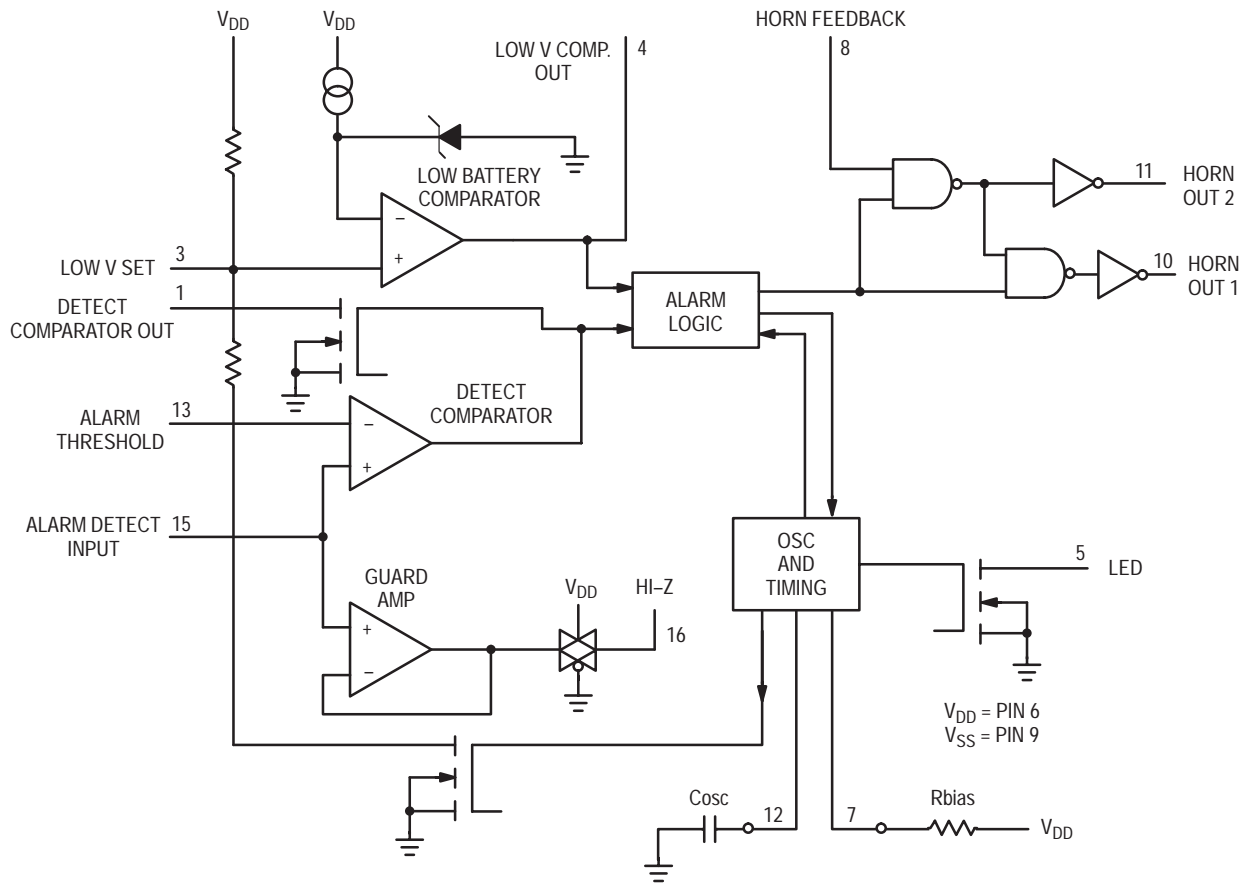 VDD
VDD
HORN FEEDBACK
LOW V COMP.
OUT
4
8
LOW BATTERY
COMPARATOR
11
HORN
OUT 2
–
+
3
LOW V SET
10
HORN
OUT 1
1
DETECT
COMPARATOR OUT
ALARM
LOGIC
DETECT
COMPARATOR
13
ALARM
THRESHOLD
–
+
15
ALARM DETECT
INPUT
OSC
AND
TIMING
5
LED
GUARD
AMP
VDD
HI–Z
16
+
–
VDD = PIN 6
VSS = PIN 9
Cosc
12
7
Rbias
VDD